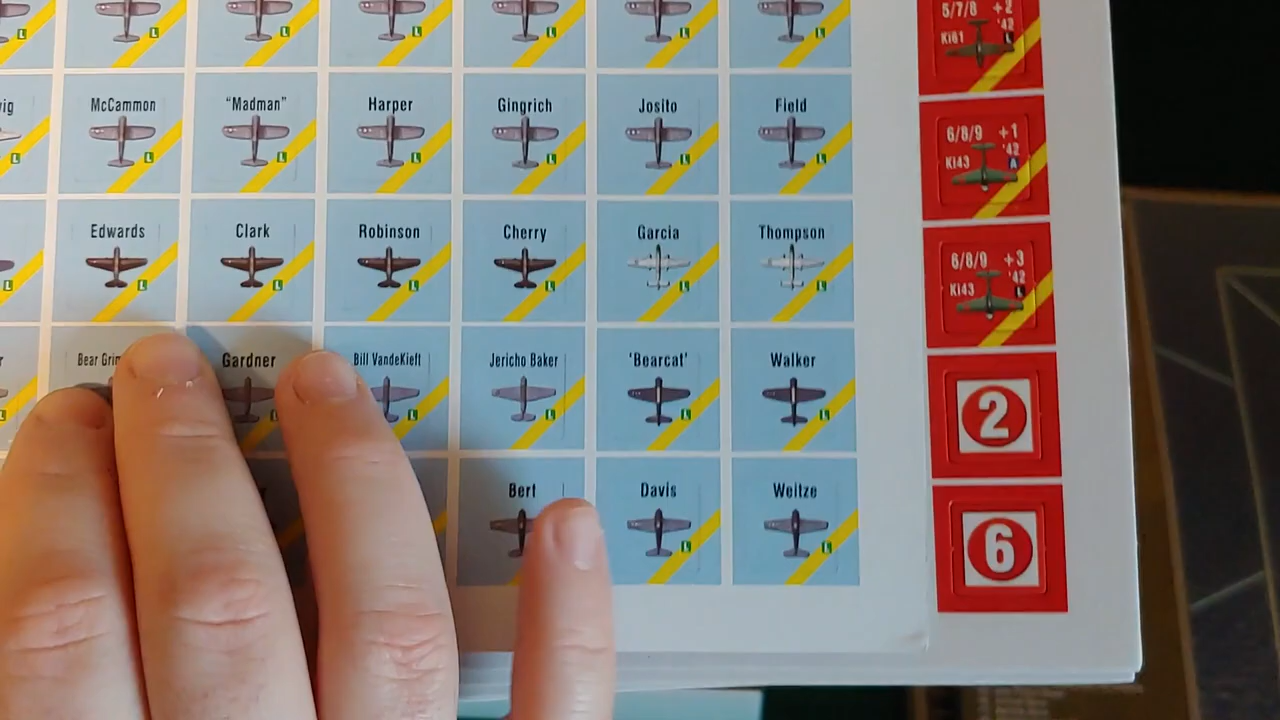 L L L L L L L
McCammon "Madman" Harper Gingrich Josito Field
L L L L L L L
Edwards Clark Robinson Cherry Garcia Thompson
L L L L L L L
Gardner Bill VandeKieft Jericho Baker 'Bearcat' Walker
L L L L L
Bert Davis Weitze
L L
5/7/8 +2
'42
Ki61 L
6/8/9 +1
'42
Ki43 A
6/8/9 +3
'42
Ki43 L
2
6